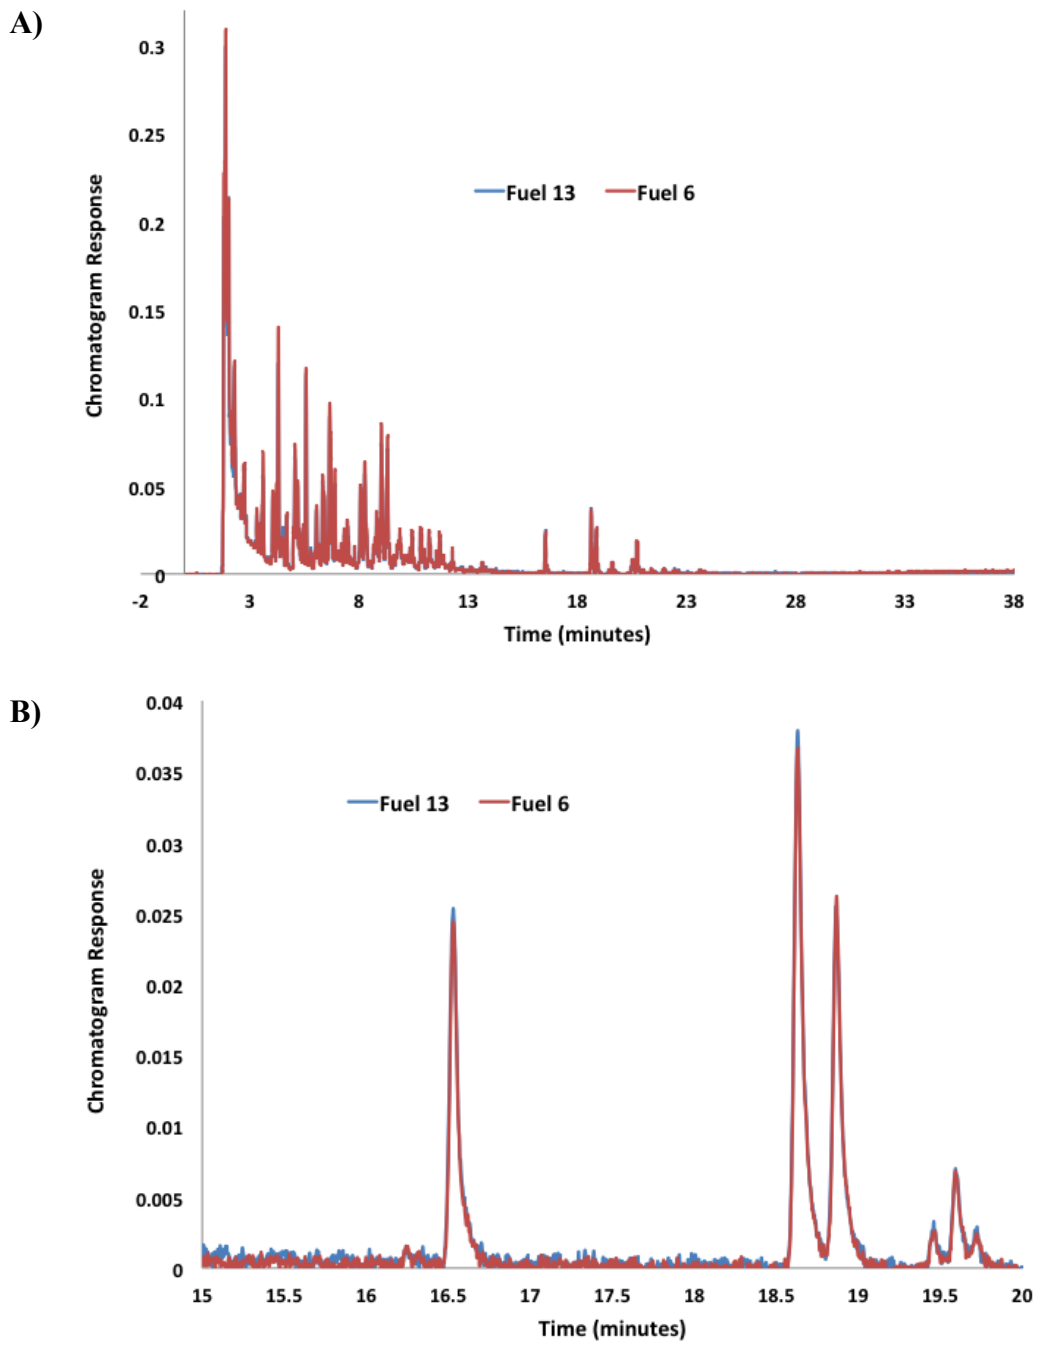 A)
0.3
0.25
0.2
0.15
0.1
0.05
0
Chromatogram Response
Fuel 13 Fuel 6
-2 3 8 13 18 23 28 33 38
Time (minutes)
B)
0.04
0.035
0.03
0.025
0.02
0.015
0.01
0.005
0
Chromatogram Response
Fuel 13 Fuel 6
15 15.5 16 16.5 17 17.5 18 18.5 19 19.5 20
Time (minutes)